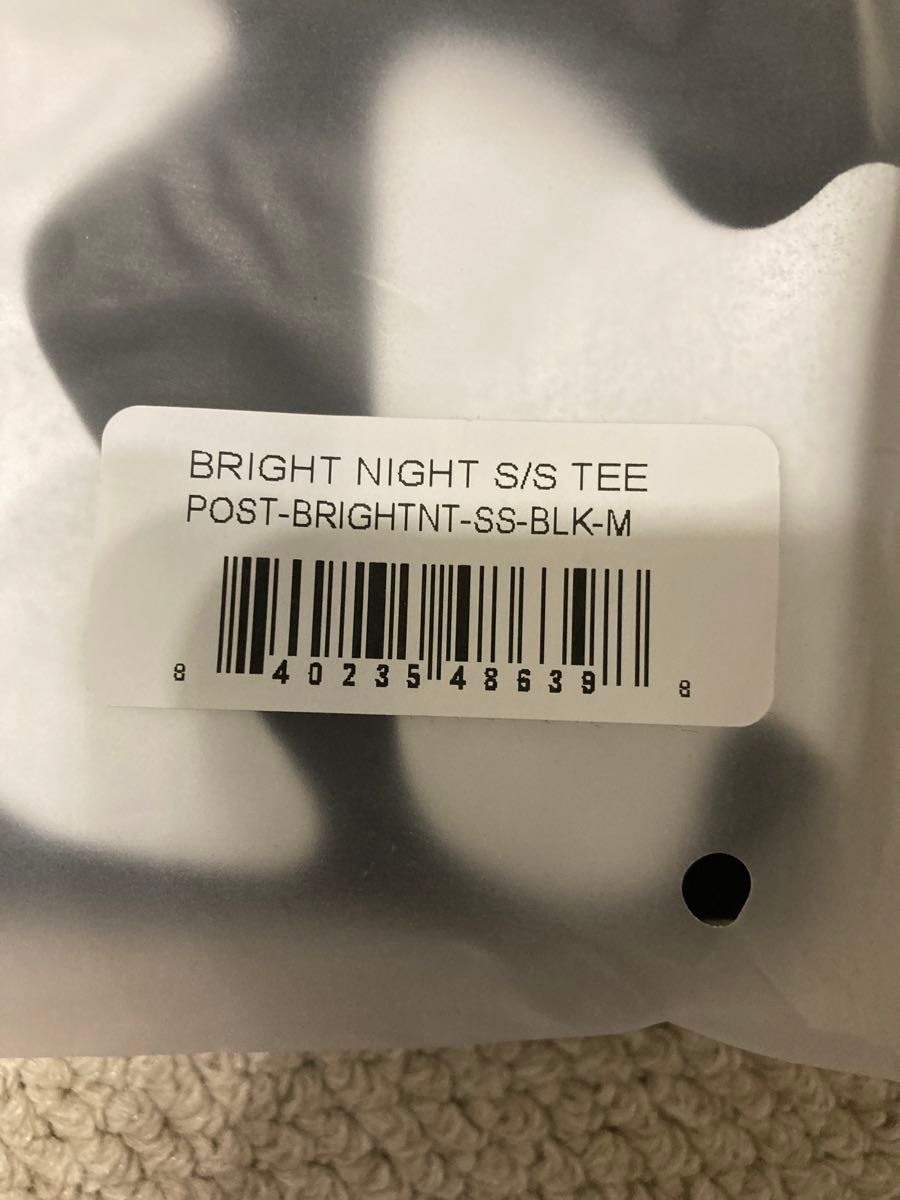 BRIGHT NIGHT S/S TEE
POST-BRIGHTNT-SS-BLK-M
8 40235 48639 8